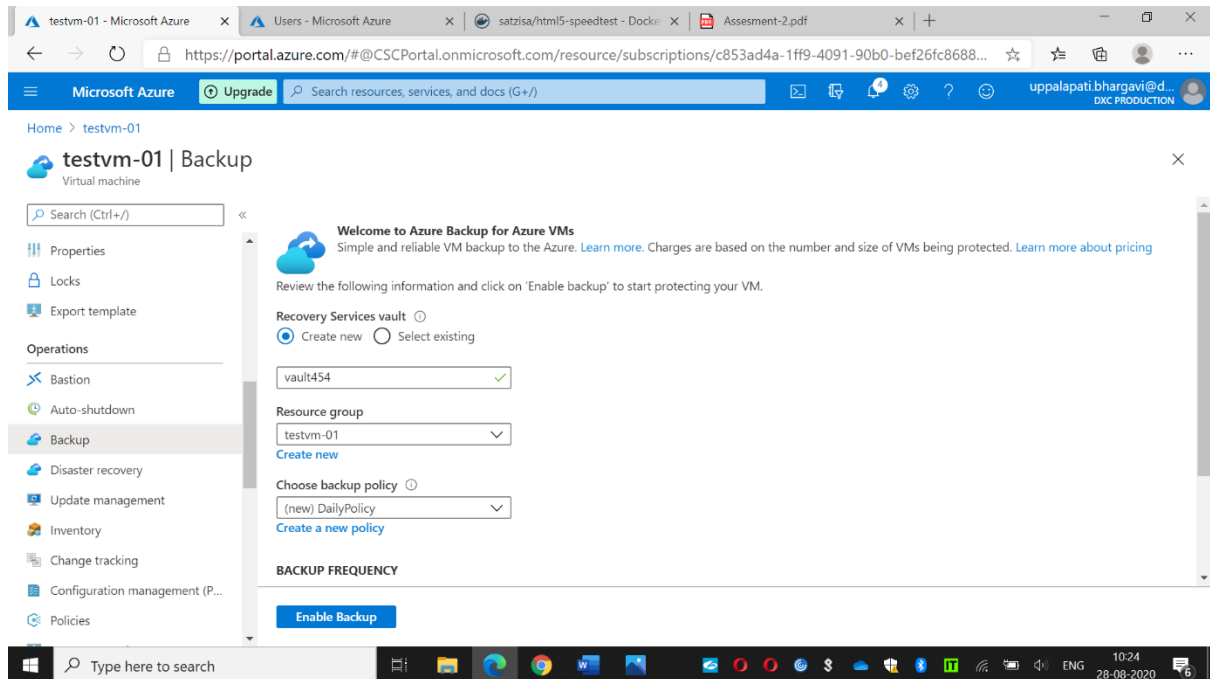 testvm-01 - Microsoft Azure
Users - Microsoft Azure
satzisa/html5-speedtest - Docke
Assesment-2.pdf
https://portal.azure.com/#@CSCPortal.onmicrosoft.com/resource/subscriptions/c853ad4a-1ff9-4091-90b0-bef26fc8688...
Microsoft Azure
Upgrade
Search resources, services, and docs (G+/)
4
uppalapati.bhargavi@d...
DXC PRODUCTION
Home > testvm-01
testvm-01 | Backup
Virtual machine
Search (Ctrl+/)
Properties
Locks
Export template
Operations
Bastion
Auto-shutdown
Backup
Disaster recovery
Update management
Inventory
Change tracking
Configuration management (P...
Policies
Welcome to Azure Backup for Azure VMs
Simple and reliable VM backup to the Azure. Learn more. Charges are based on the number and size of VMs being protected. Learn more about pricing
Review the following information and click on 'Enable backup' to start protecting your VM.
Recovery Services vault
Create new Select existing
vault454
Resource group
testvm-01
Create new
Choose backup policy
(new) DailyPolicy
Create a new policy
BACKUP FREQUENCY
Enable Backup
Type here to search
ENG
10:24
28-08-2020
6